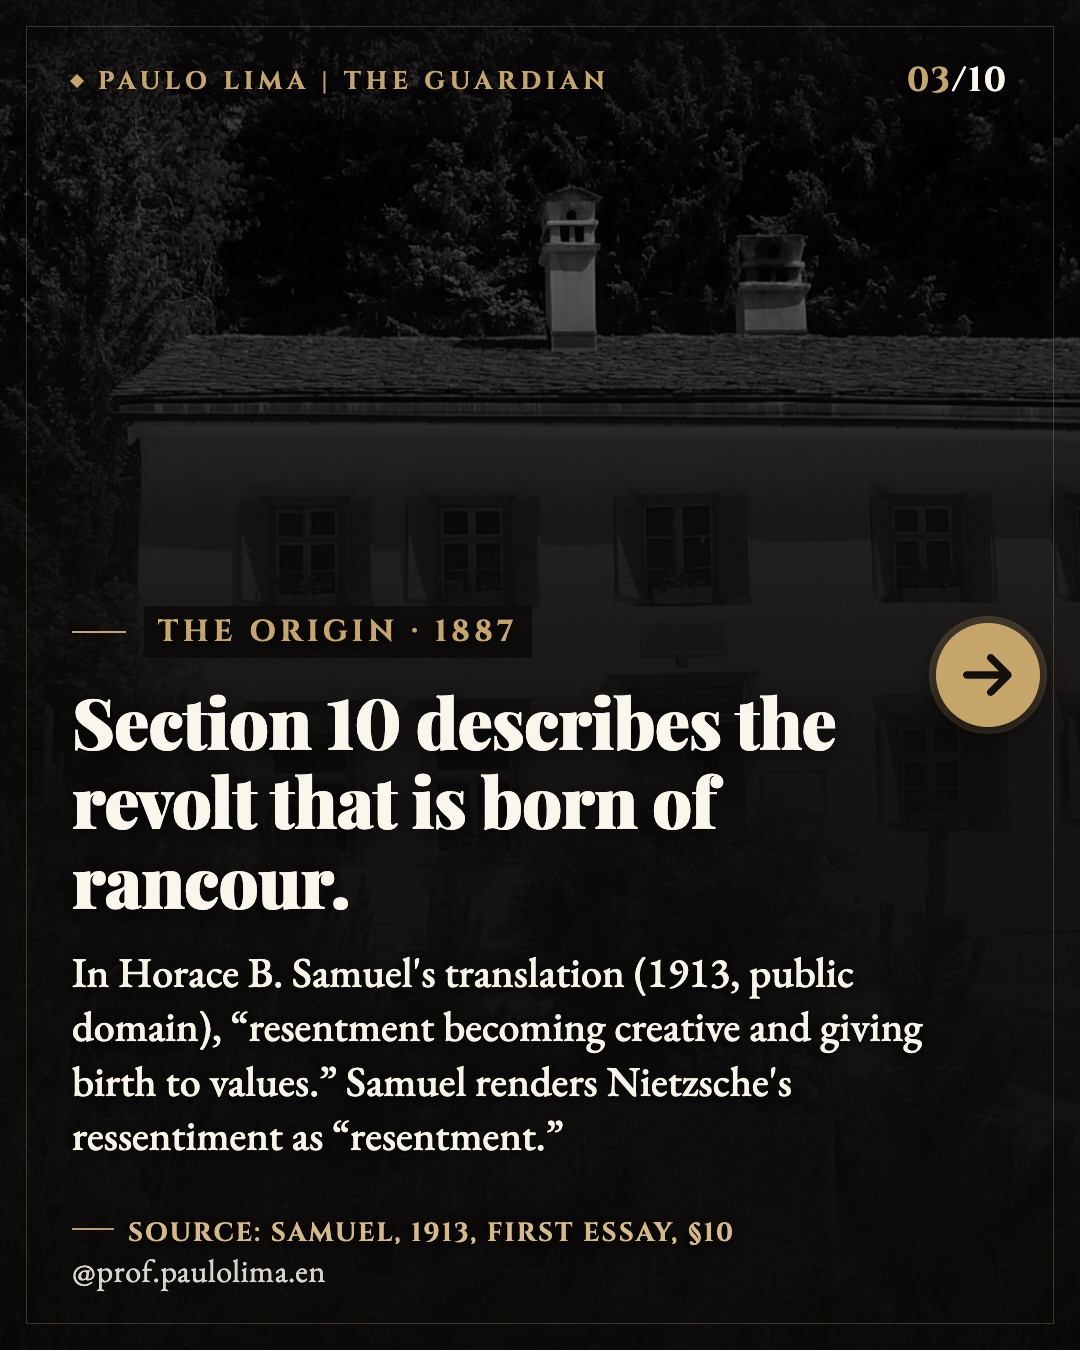 ◆ PAULO LIMA | THE GUARDIAN
03/10
THE ORIGIN · 1887
Section 10 describes the
revolt that is born of
rancour.
In Horace B. Samuel's translation (1913, public
domain), “resentment becoming creative and giving
birth to values.” Samuel renders Nietzsche's
ressentiment as “resentment.”
SOURCE: SAMUEL, 1913, FIRST ESSAY, §10
@prof.paulolima.en